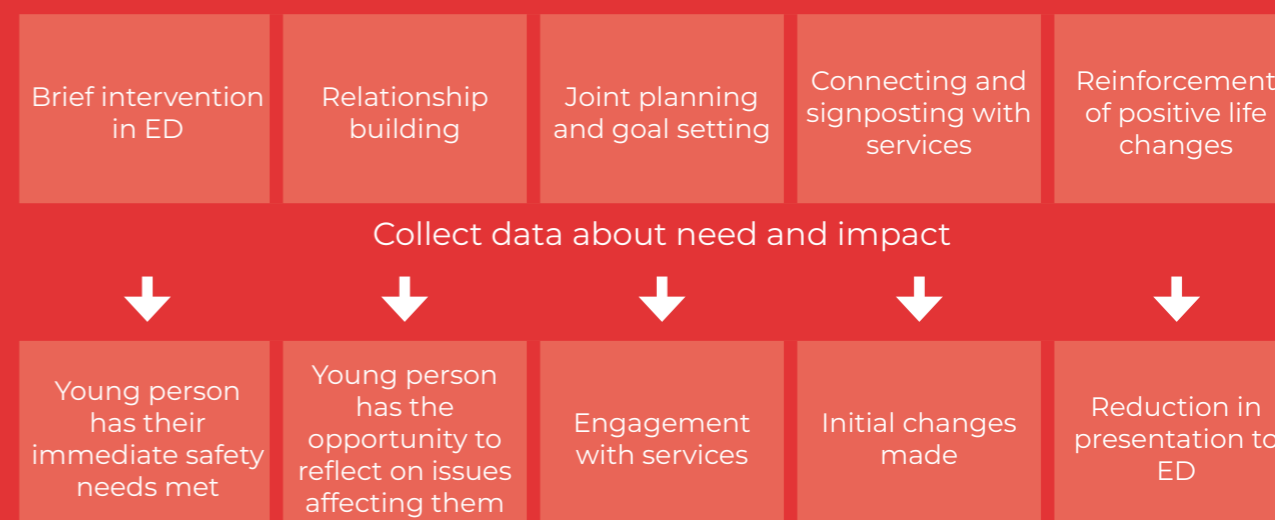 Brief intervention
in ED
Relationship
building
Joint planning
and goal setting
Connecting and
signposting with
services
Reinforcement
of positive life
changes
Collect data about need and impact
Young person
has their
immediate safety
needs met
Young person
has the
opportunity to
reflect on issues
affecting them
Engagement
with services
Initial changes
made
Reduction in
presentation to
ED